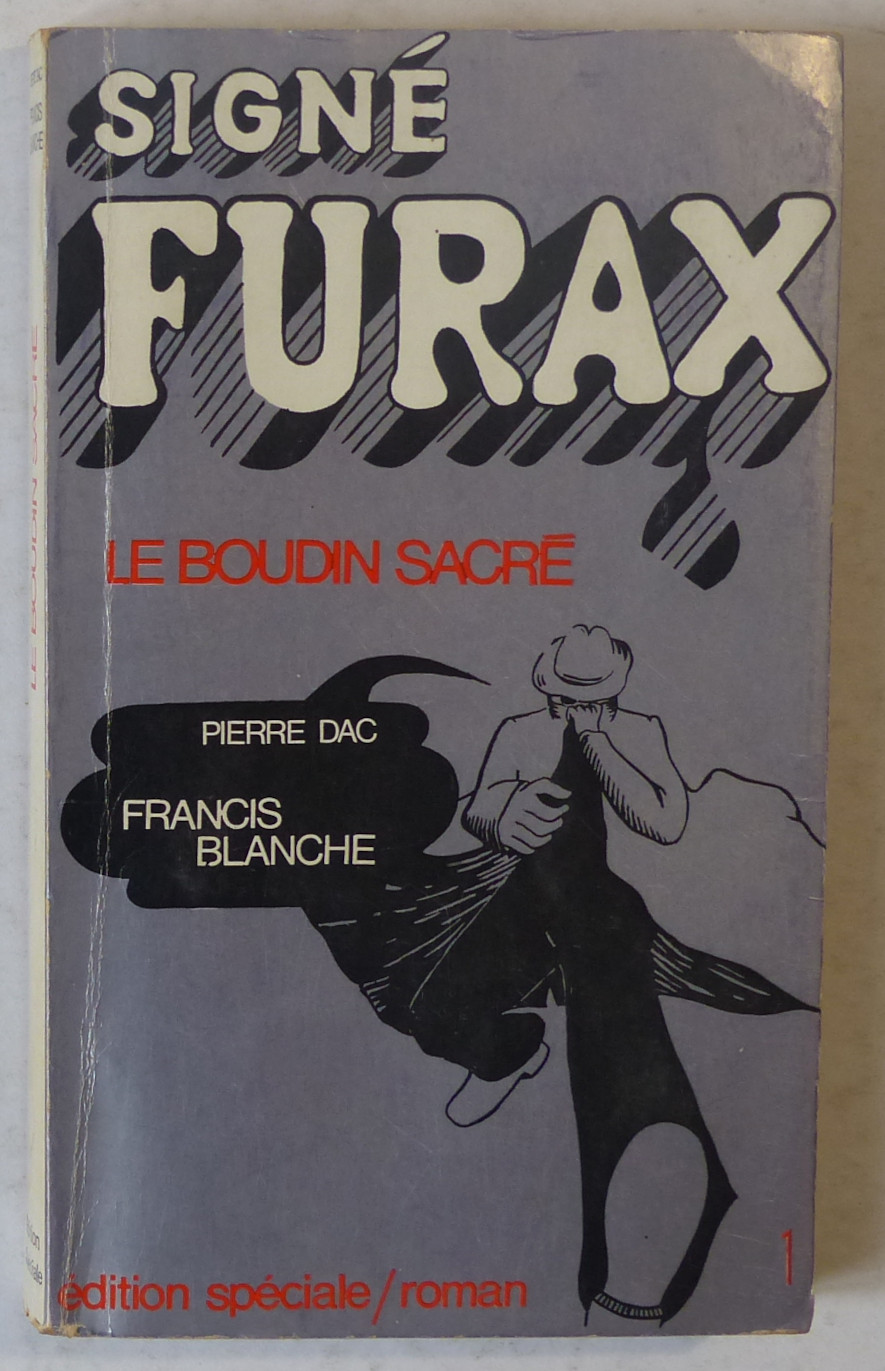 SIGNÉ
FURAX
LE BOUDIN SACRÉ
PIERRE DAC
FRANCIS
BLANCHE
édition spéciale/roman
1
LE BOUDIN SACRÉ